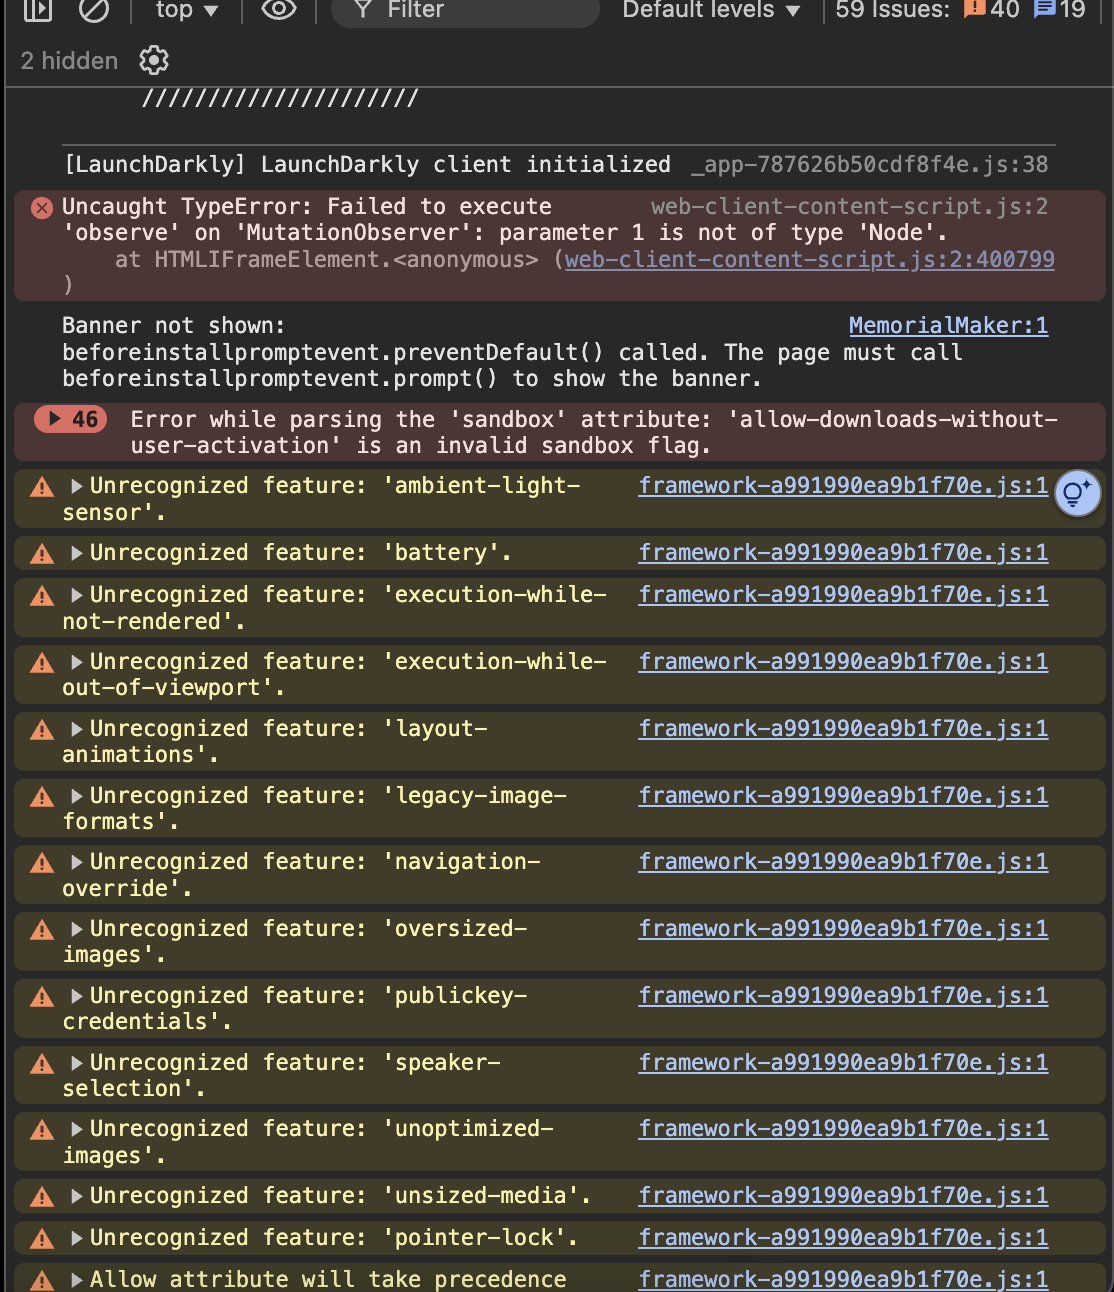 top ▼ Filter Default levels ▼ 59 Issues: 40 19
2 hidden
/////////////////////
[LaunchDarkly] LaunchDarkly client initialized _app-787626b50cdf8f4e.js:38
Uncaught TypeError: Failed to execute web-client-content-script.js:2
'observe' on 'MutationObserver': parameter 1 is not of type 'Node'.
at HTMLIFrameElement.<anonymous> (web-client-content-script.js:2:400799
)
Banner not shown: MemorialMaker:1
beforeinstallpromptevent.preventDefault() called. The page must call
beforeinstallpromptevent.prompt() to show the banner.
46 Error while parsing the 'sandbox' attribute: 'allow-downloads-without-
user-activation' is an invalid sandbox flag.
Unrecognized feature: 'ambient-light- framework-a991990ea9b1f70e.js:1
sensor'.
Unrecognized feature: 'battery'. framework-a991990ea9b1f70e.js:1
Unrecognized feature: 'execution-while- framework-a991990ea9b1f70e.js:1
not-rendered'.
Unrecognized feature: 'execution-while- framework-a991990ea9b1f70e.js:1
out-of-viewport'.
Unrecognized feature: 'layout- framework-a991990ea9b1f70e.js:1
animations'.
Unrecognized feature: 'legacy-image- framework-a991990ea9b1f70e.js:1
formats'.
Unrecognized feature: 'navigation- framework-a991990ea9b1f70e.js:1
override'.
Unrecognized feature: 'oversized- framework-a991990ea9b1f70e.js:1
images'.
Unrecognized feature: 'publickey- framework-a991990ea9b1f70e.js:1
credentials'.
Unrecognized feature: 'speaker- framework-a991990ea9b1f70e.js:1
selection'.
Unrecognized feature: 'unoptimized- framework-a991990ea9b1f70e.js:1
images'.
Unrecognized feature: 'unsized-media'. framework-a991990ea9b1f70e.js:1
Unrecognized feature: 'pointer-lock'. framework-a991990ea9b1f70e.js:1
Allow attribute will take precedence framework-a991990ea9b1f70e.js:1